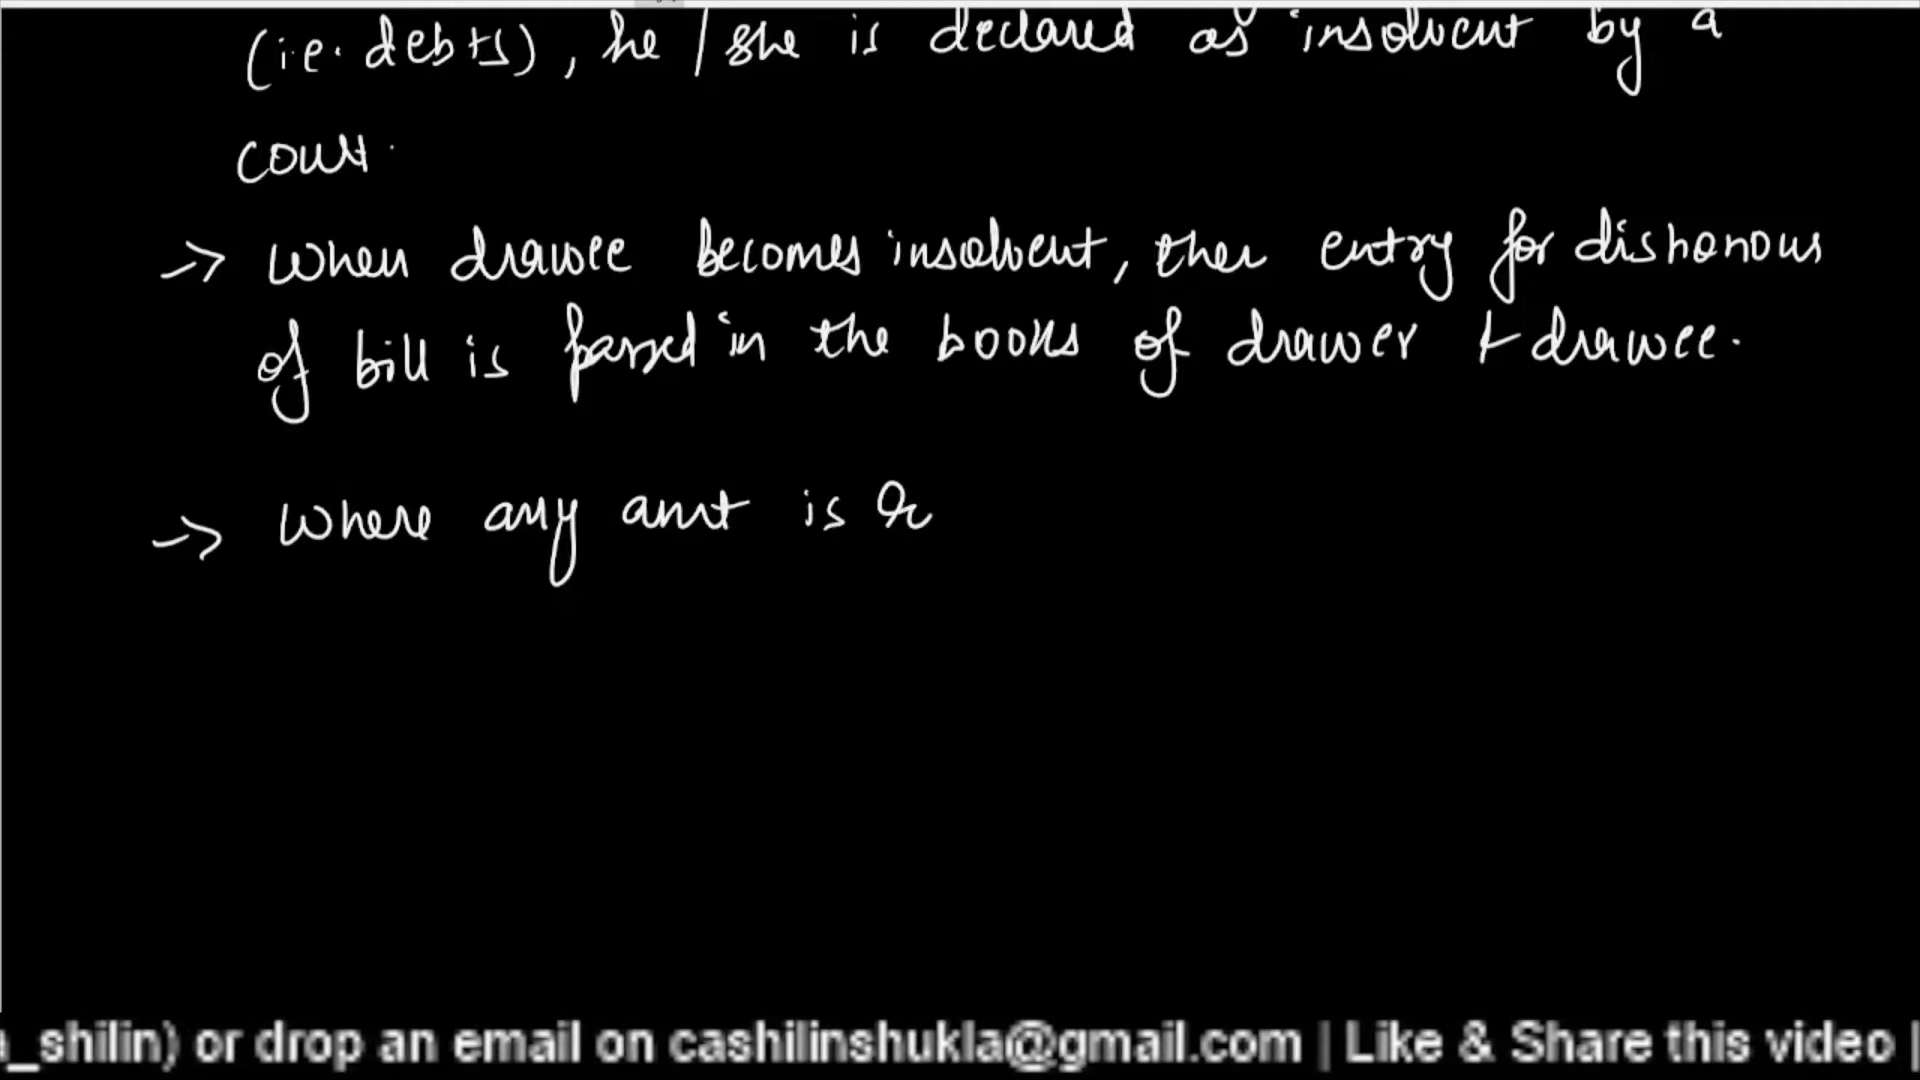 (i.e. debts), he / she is declared as insolvent by a
court.
-> When drawee becomes insolvent, then entry for dishonour
of bill is passed in the books of drawer & drawee.
-> Where any amt is
a_shilin) or drop an email on cashilinshukla@gmail.com | Like & Share this video |